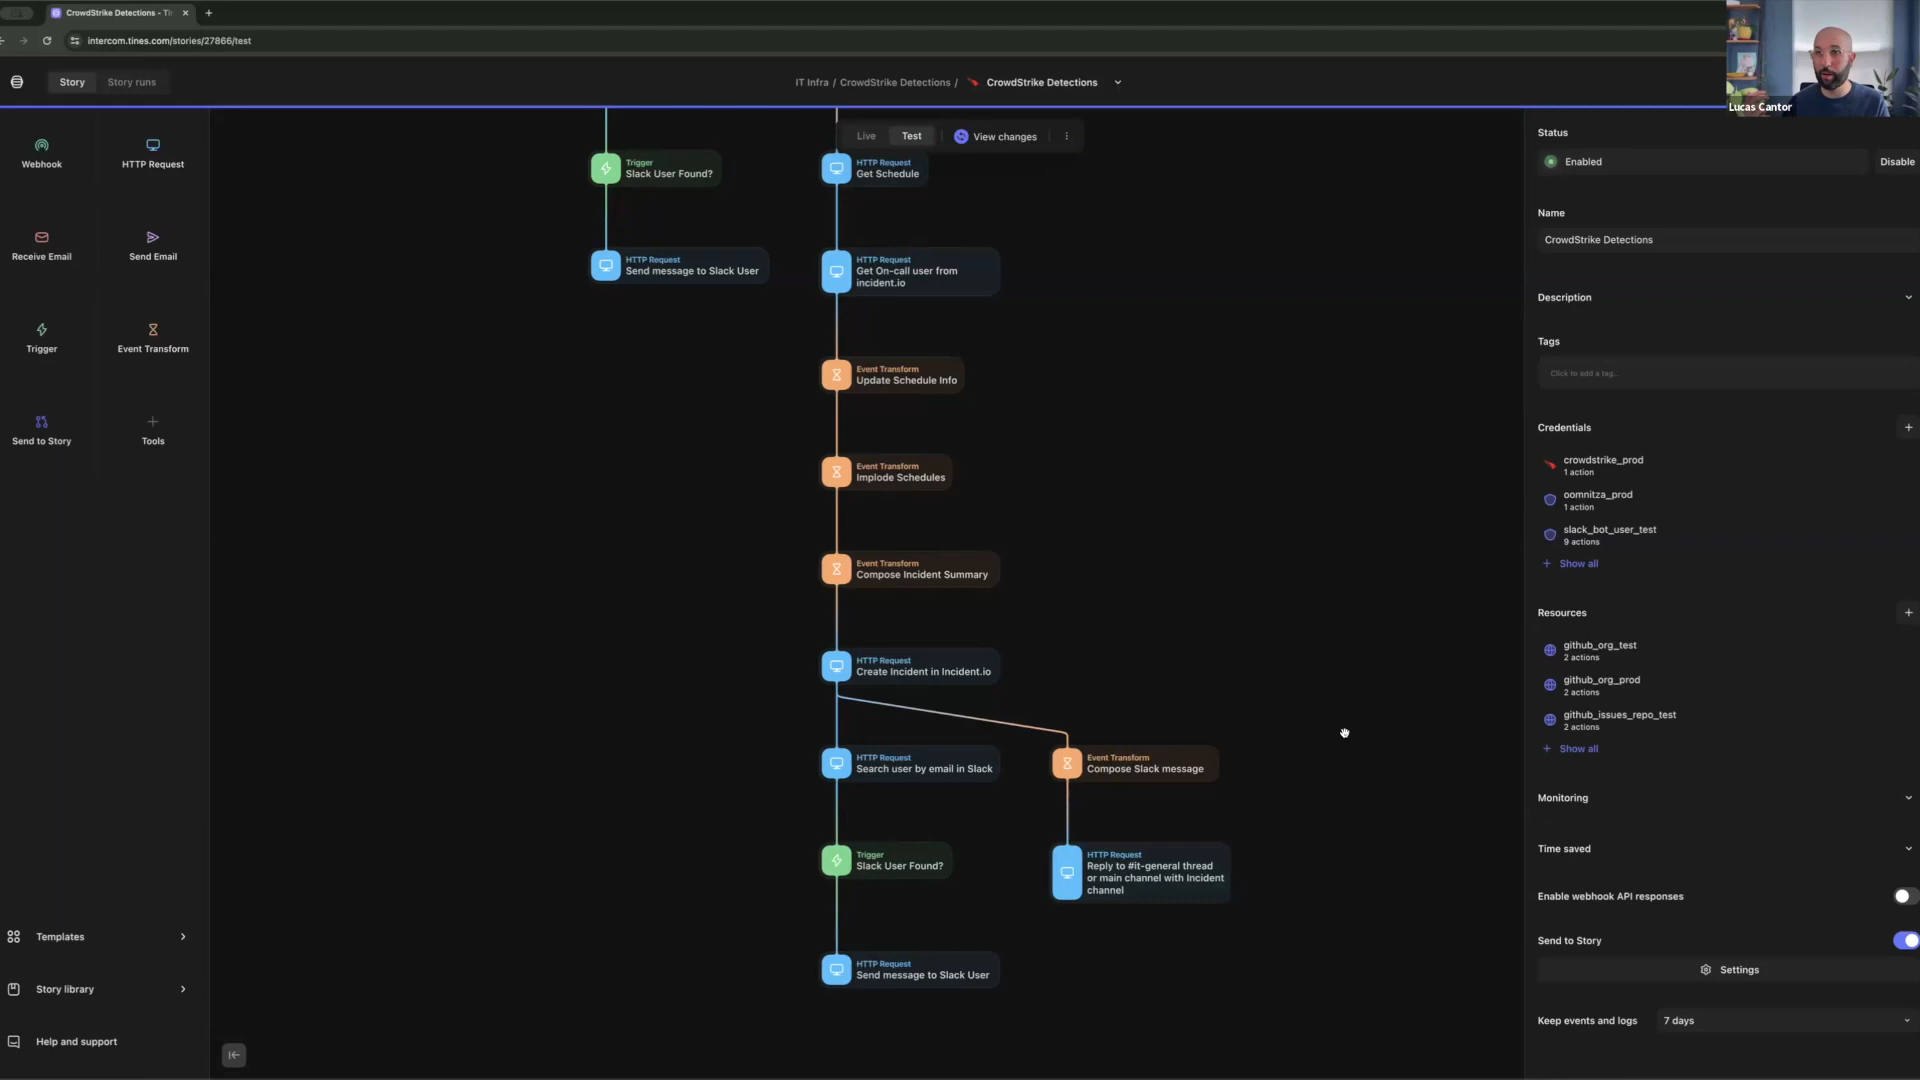 CrowdStrike Detections - Ti
intercom.tines.com/stories/27866/test
Story
Story runs
IT Infra / CrowdStrike Detections / CrowdStrike Detections
Lucas Cantor
Webhook
HTTP Request
Receive Email
Send Email
Trigger
Event Transform
Send to Story
Tools
Templates
Story library
Help and support
Live
Test
View changes
Trigger
Slack User Found?
HTTP Request
Send message to Slack User
HTTP Request
Get Schedule
HTTP Request
Get On-call user from
incident.io
Event Transform
Update Schedule Info
Event Transform
Implode Schedules
Event Transform
Compose Incident Summary
HTTP Request
Create Incident in Incident.io
HTTP Request
Search user by email in Slack
Event Transform
Compose Slack message
Trigger
Slack User Found?
HTTP Request
Reply to #it-general thread
or main channel with Incident
channel
HTTP Request
Send message to Slack User
Status
Enabled
Disable
Name
CrowdStrike Detections
Description
Tags
Click to add a tag...
Credentials
crowdstrike_prod
1 action
oomnitza_prod
1 action
slack_bot_user_test
9 actions
Show all
Resources
github_org_test
2 actions
github_org_prod
2 actions
github_issues_repo_test
2 actions
Show all
Monitoring
Time saved
Enable webhook API responses
Send to Story
Settings
Keep events and logs
7 days